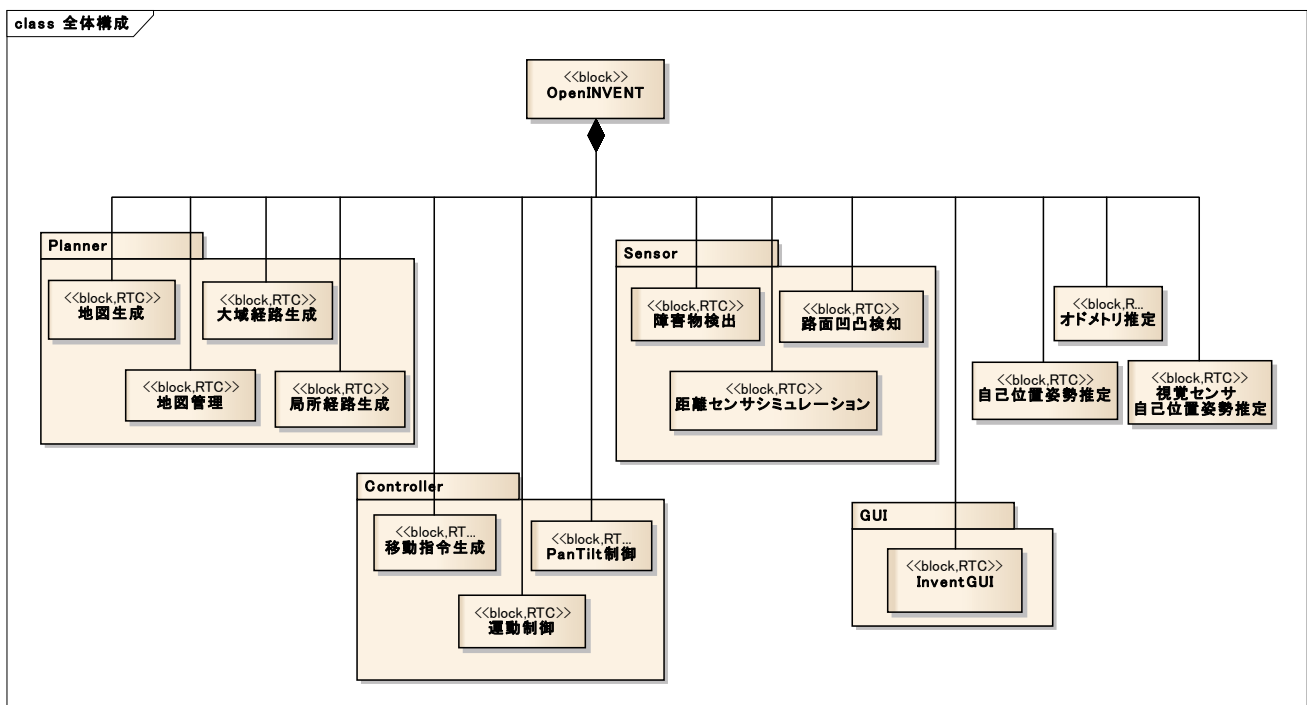 class 全体構成
<<block>>
OpenINVENT
Planner
<<block,RTC>>
地図生成
<<block,RTC>>
大域経路生成
<<block,RTC>>
地図管理
<<block,RTC>>
局所経路生成
Sensor
<<block,RTC>>
障害物検出
<<block,RTC>>
路面凹凸検知
<<block,RTC>>
距離センサシミュレーション
<<block,R...
オドメトリ推定
<<block,RTC>>
自己位置姿勢推定
<<block,RTC>>
視覚センサ
自己位置姿勢推定
Controller
<<block,RT...
移動指令生成
<<block,RT...
PanTilt制御
<<block,RTC>>
運動制御
GUI
<<block,RTC>>
InventGUI